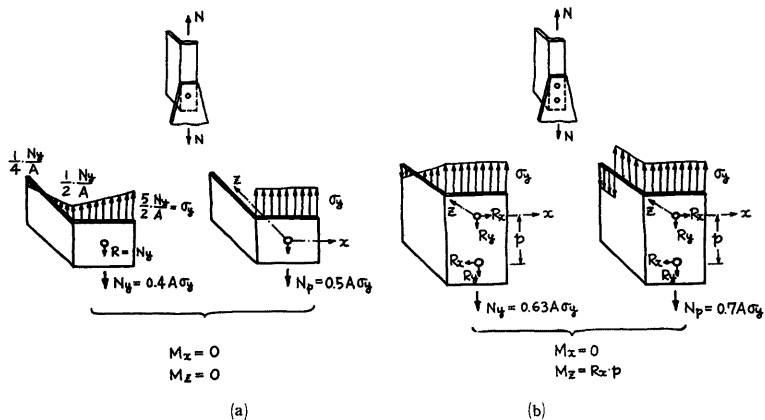 N
N
1/4 · Ny/A
1/2 · Ny/A
5/2 · Ny/A = σy
R = Ny
Ny = 0.4Aσy
z
σy
x
Np = 0.5Aσy
Mx = 0
Mz = 0
(a)
N
N
σy
z
Rx
x
Ry
p
Rx
Ry
Ny = 0.63Aσy
σy
z
Rx
x
Ry
p
Rx
Ry
Np = 0.7Aσy
Mx = 0
Mz = Rx·p
(b)